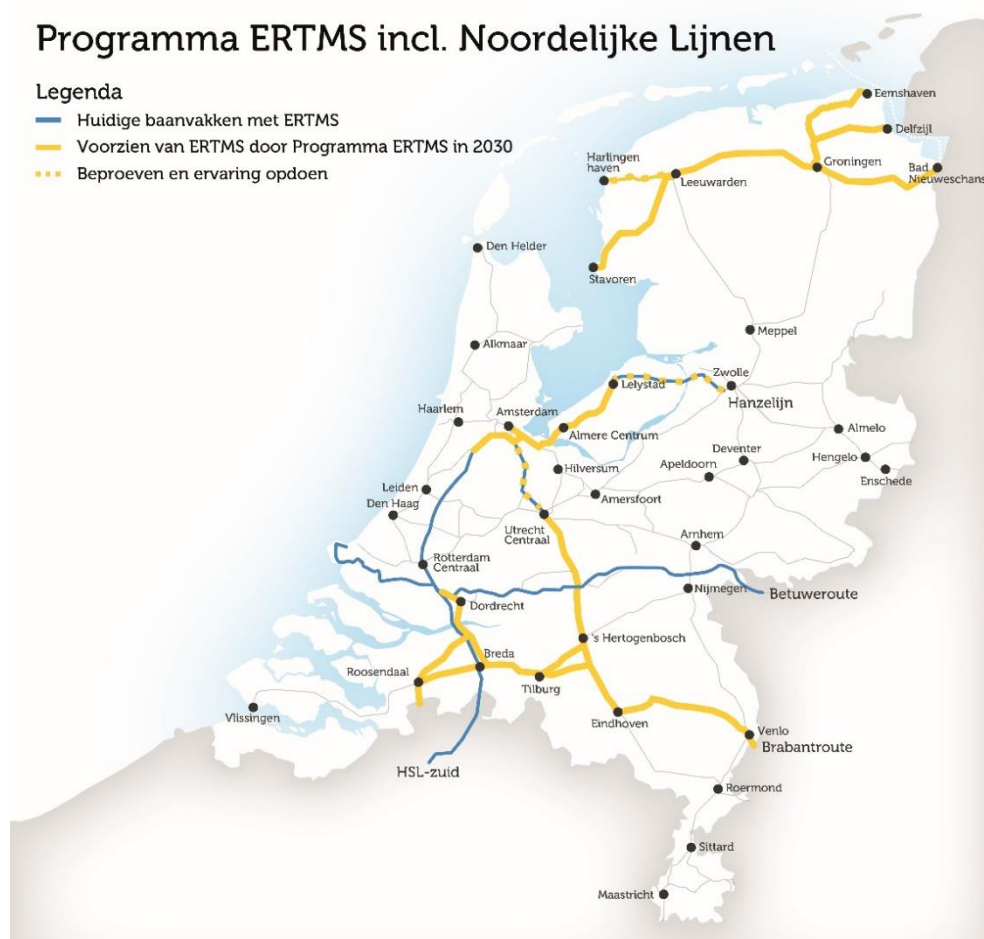 Programma ERTMS incl. Noordelijke Lijnen
Legenda
Huidige baanvakken met ERTMS
Voorzien van ERTMS door Programma ERTMS in 2030
Beproeven en ervaring opdoen
Eemshaven
Delfzijl
Harlingen
haven
Leeuwarden
Groningen
Bad
Nieuweschans
Den Helder
Stavoren
Meppel
Alkmaar
Zwolle
Lelystad
Hanzelijn
Haarlem
Amsterdam
Almere Centrum
Almelo
Deventer
Hengelo
Hilversum
Apeldoorn
Enschede
Leiden
Amersfoort
Den Haag
Utrecht
Centraal
Arnhem
Rotterdam
Centraal
Nijmegen
Betuweroute
Dordrecht
's Hertogenbosch
Breda
Roosendaal
Tilburg
Vlissingen
Eindhoven
Venlo
Brabantroute
HSL-zuid
Roermond
Sittard
Maastricht